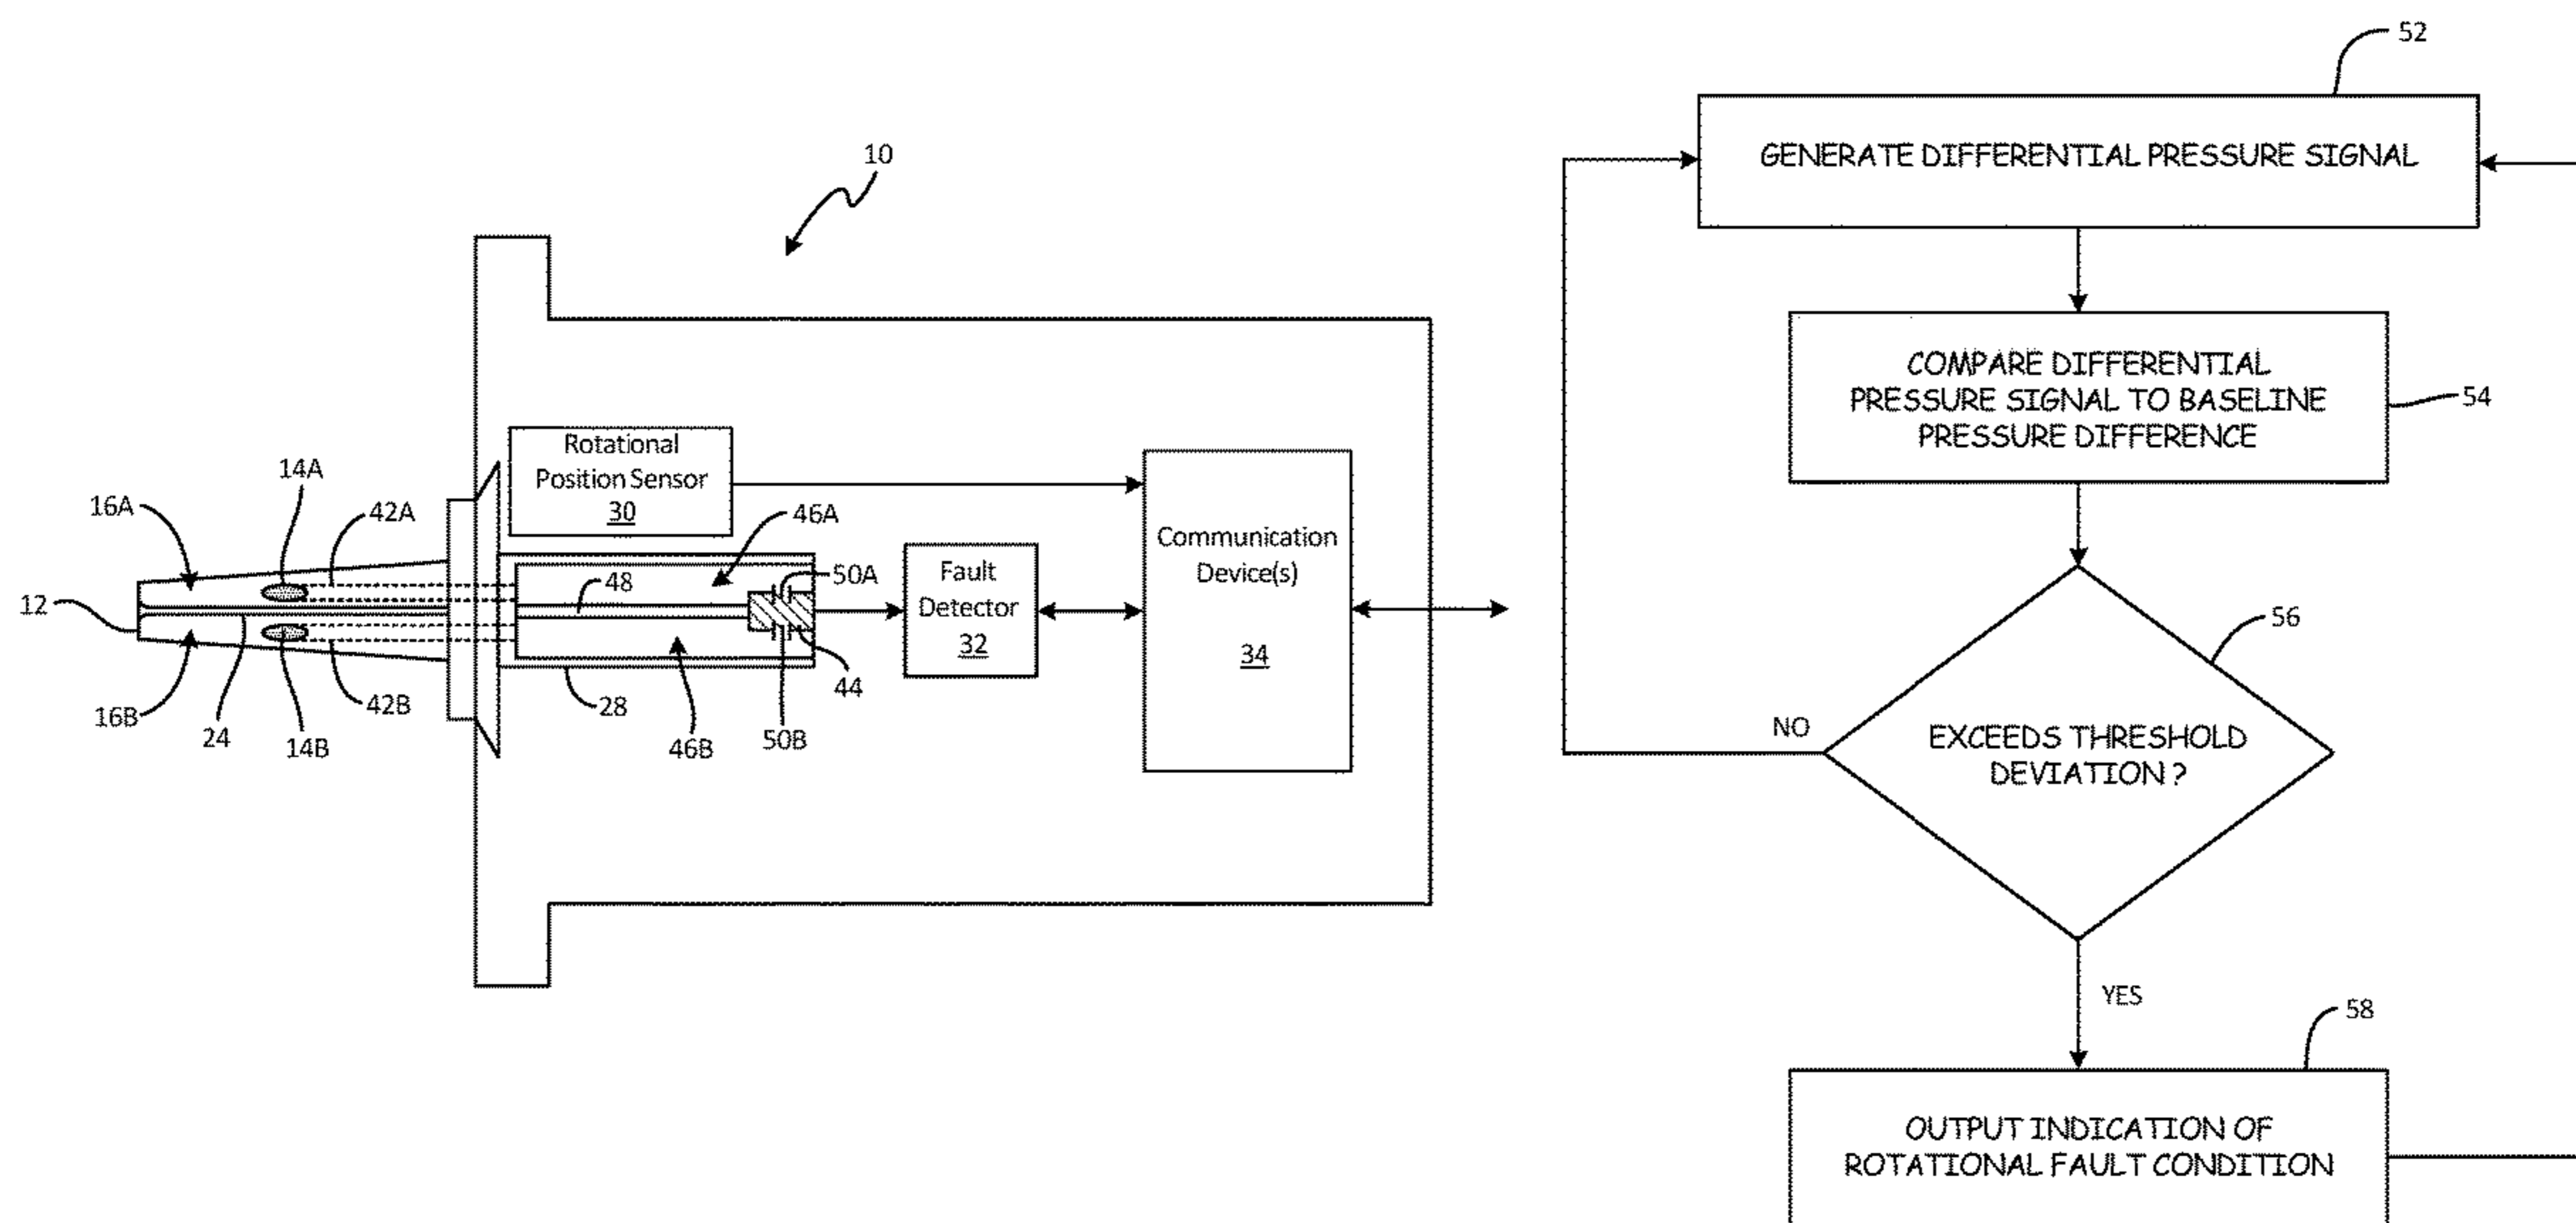 10
14A
16A
42A
12
16B
24
14B
42B
Rotational
Position Sensor
30
46A
48
50A
28
46B
50B
44
Fault
Detector
32
Communication
Device(s)
34
52
GENERATE DIFFERENTIAL PRESSURE SIGNAL
COMPARE DIFFERENTIAL
PRESSURE SIGNAL TO BASELINE
PRESSURE DIFFERENCE
54
56
EXCEEDS THRESHOLD
DEVIATION ?
NO
YES
58
OUTPUT INDICATION OF
ROTATIONAL FAULT CONDITION